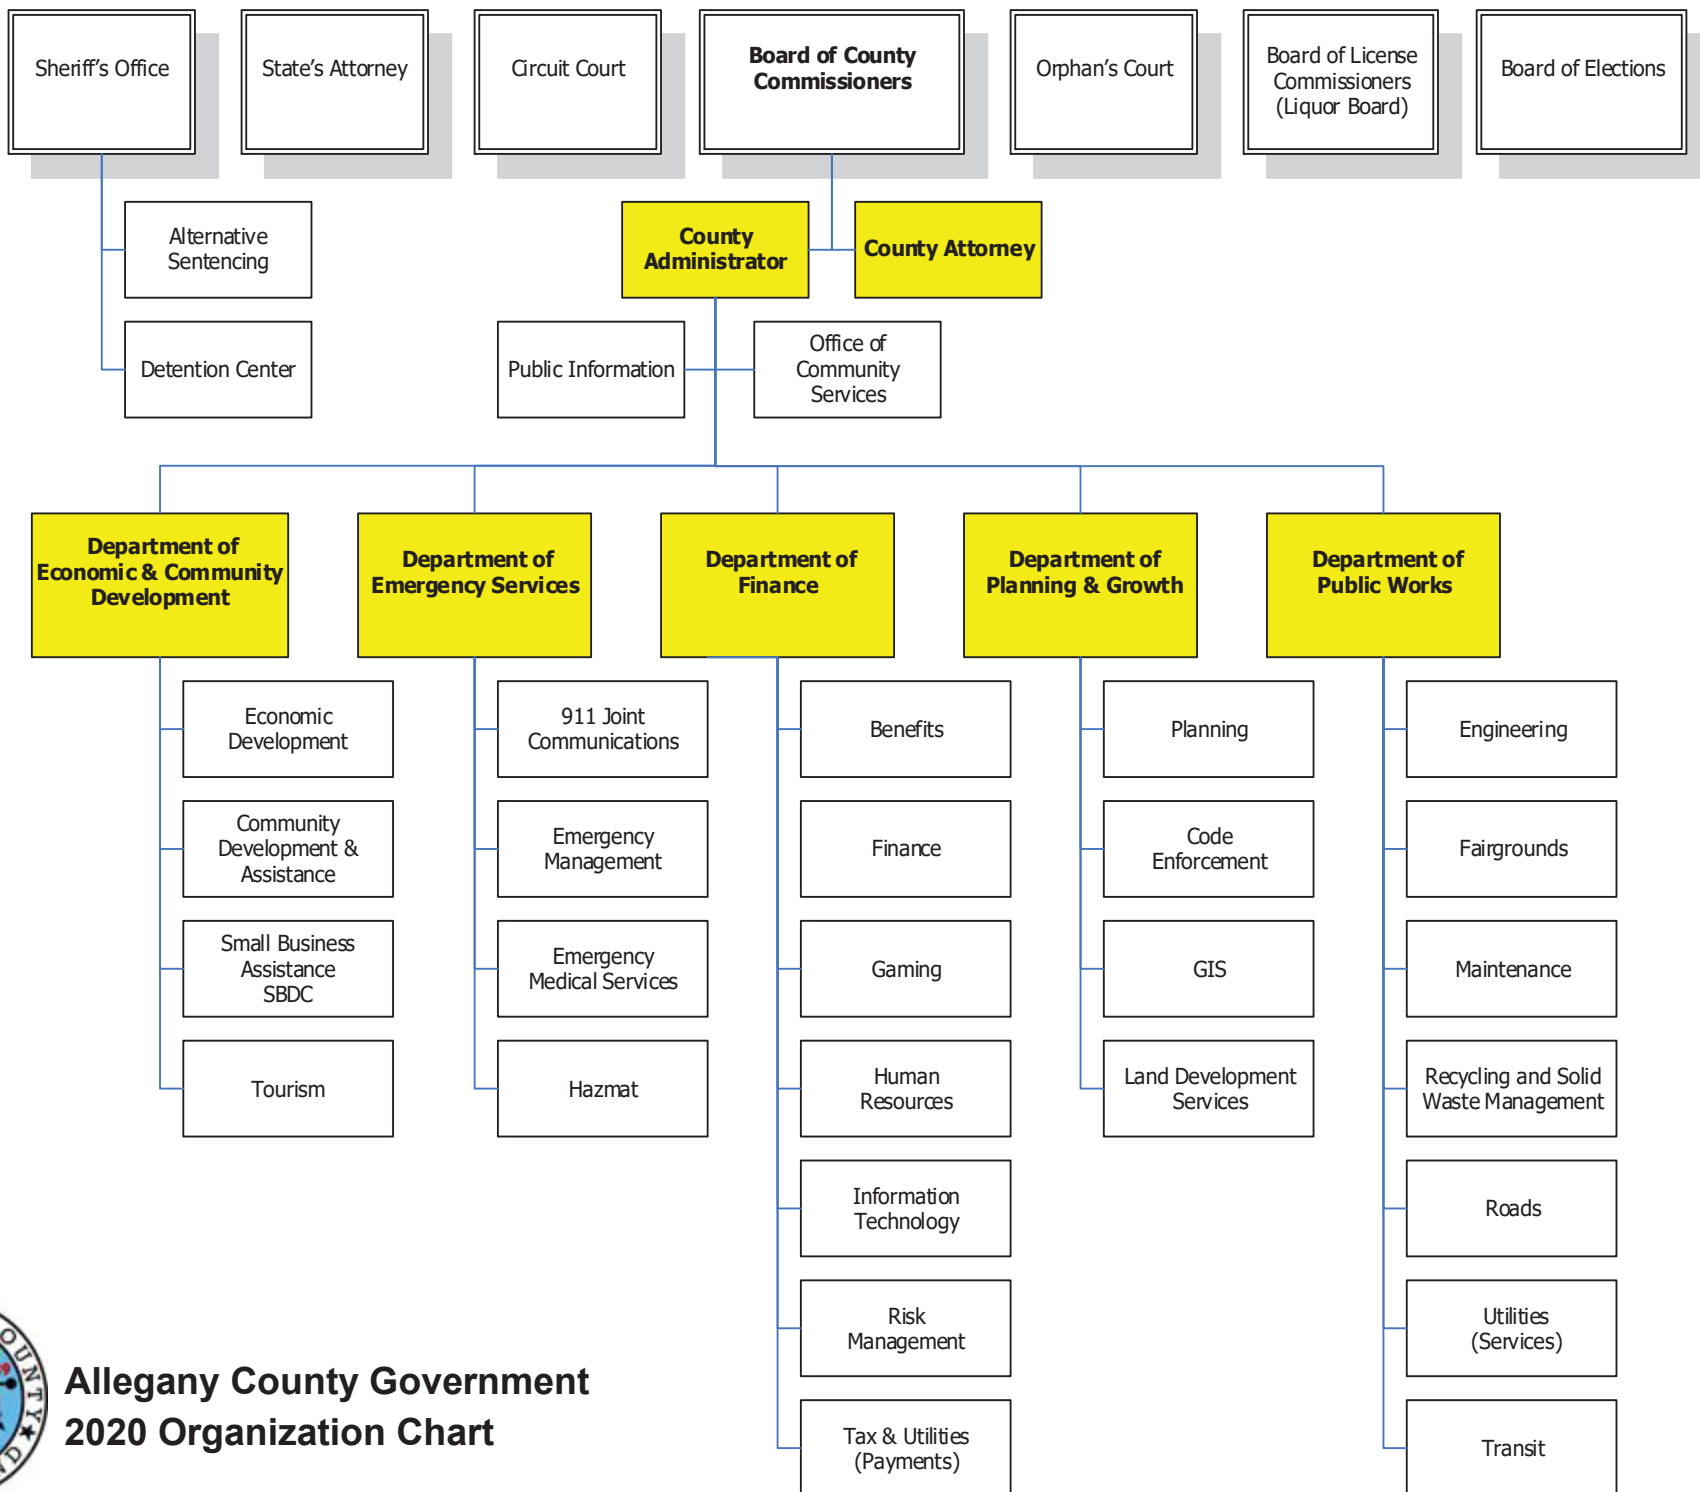 Sheriff's Office
State's Attorney
Circuit Court
Board of County
Commissioners
Orphan's Court
Board of License
Commissioners
(Liquor Board)
Board of Elections
Alternative
Sentencing
Detention Center
County
Administrator
County Attorney
Public Information
Office of
Community
Services
Department of
Economic & Community
Development
Department of
Emergency Services
Department of
Finance
Department of
Planning & Growth
Department of
Public Works
Economic
Development
Community
Development &
Assistance
Small Business
Assistance
SBDC
Tourism
911 Joint
Communications
Emergency
Management
Emergency
Medical Services
Hazmat
Benefits
Finance
Gaming
Human
Resources
Information
Technology
Risk
Management
Tax & Utilities
(Payments)
Planning
Code
Enforcement
GIS
Land Development
Services
Engineering
Fairgrounds
Maintenance
Recycling and Solid
Waste Management
Roads
Utilities
(Services)
Transit
Allegany County Government
2020 Organization Chart